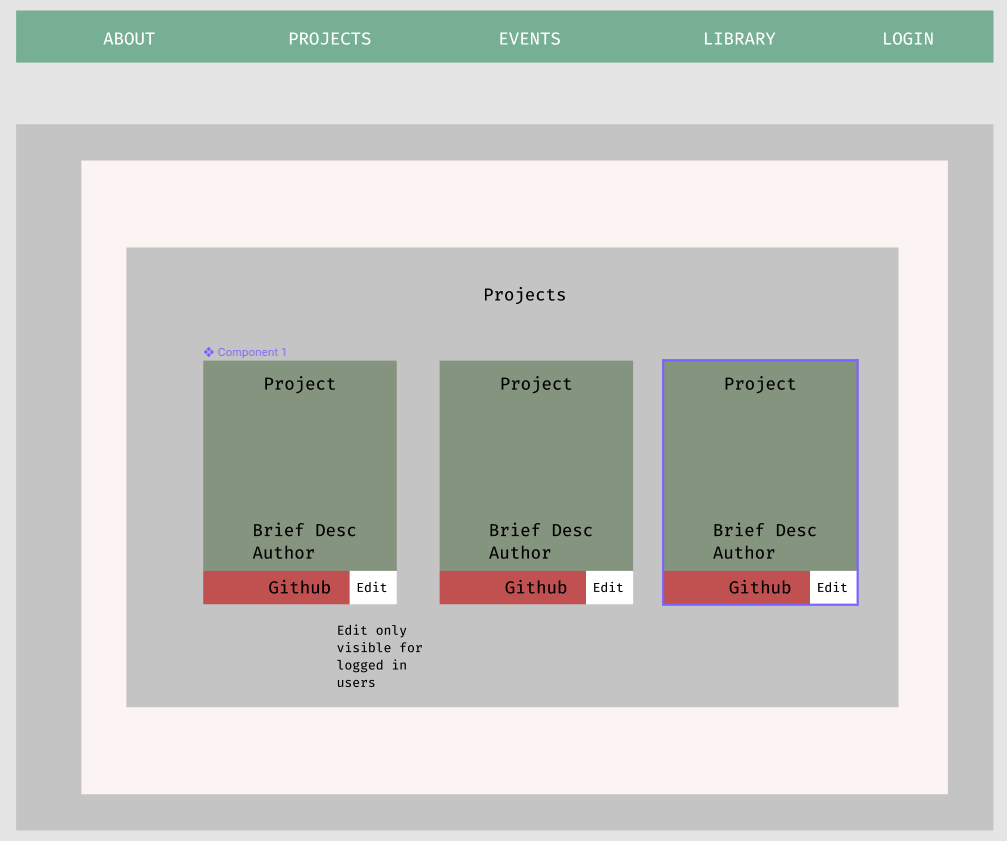 ABOUT PROJECTS EVENTS LIBRARY LOGIN
Projects
Component 1
Project Project Project
Brief Desc Brief Desc Brief Desc
Author Author Author
Github Edit Github Edit Github Edit
Edit only
visible for
logged in
users